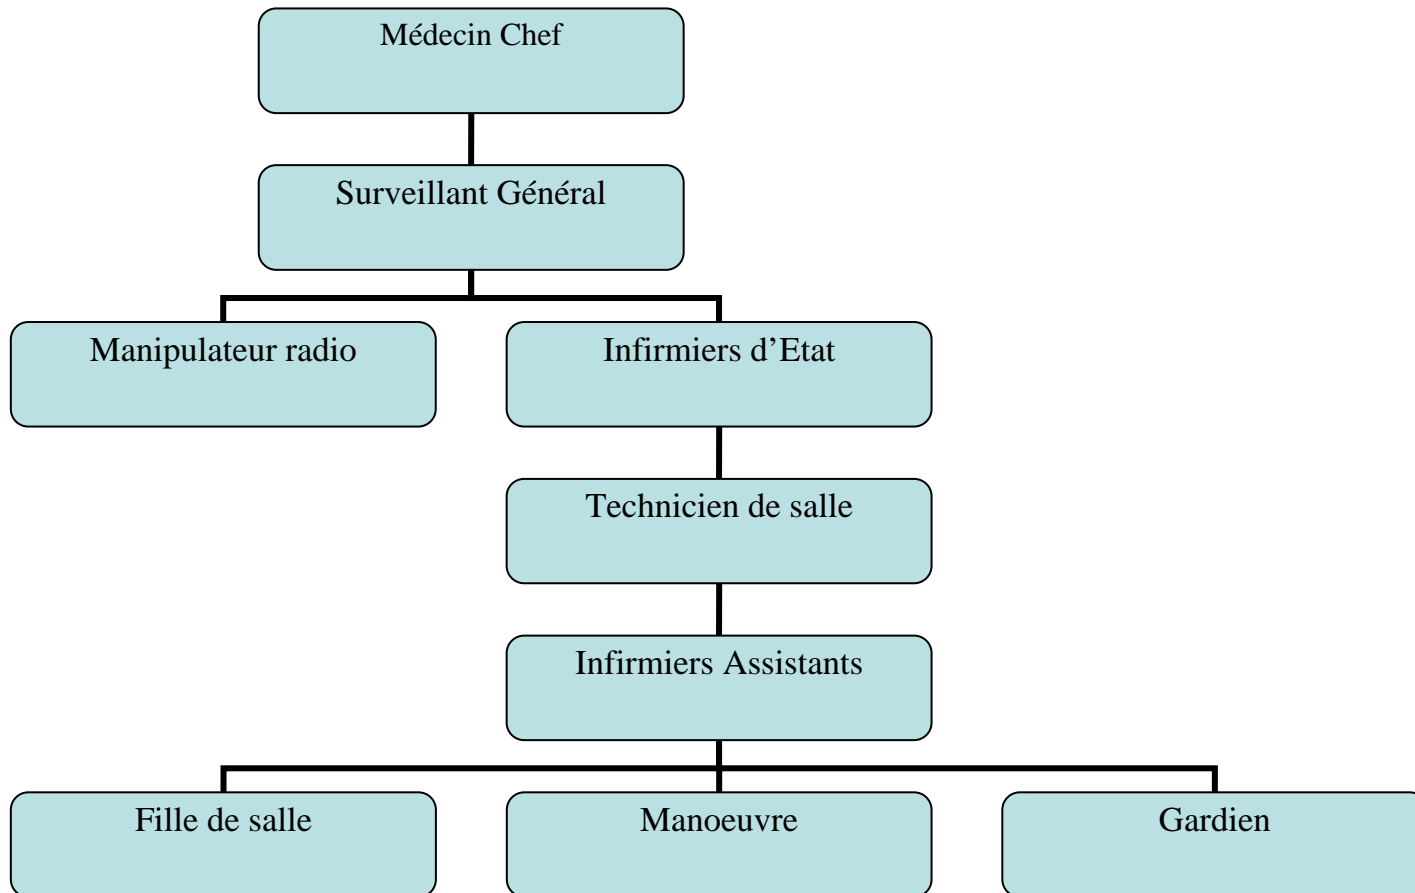 Médecin Chef
Surveillant Général
Manipulateur radio
Infirmiers d’Etat
Technicien de salle
Infirmiers Assistants
Fille de salle
Manoeuvre
Gardien